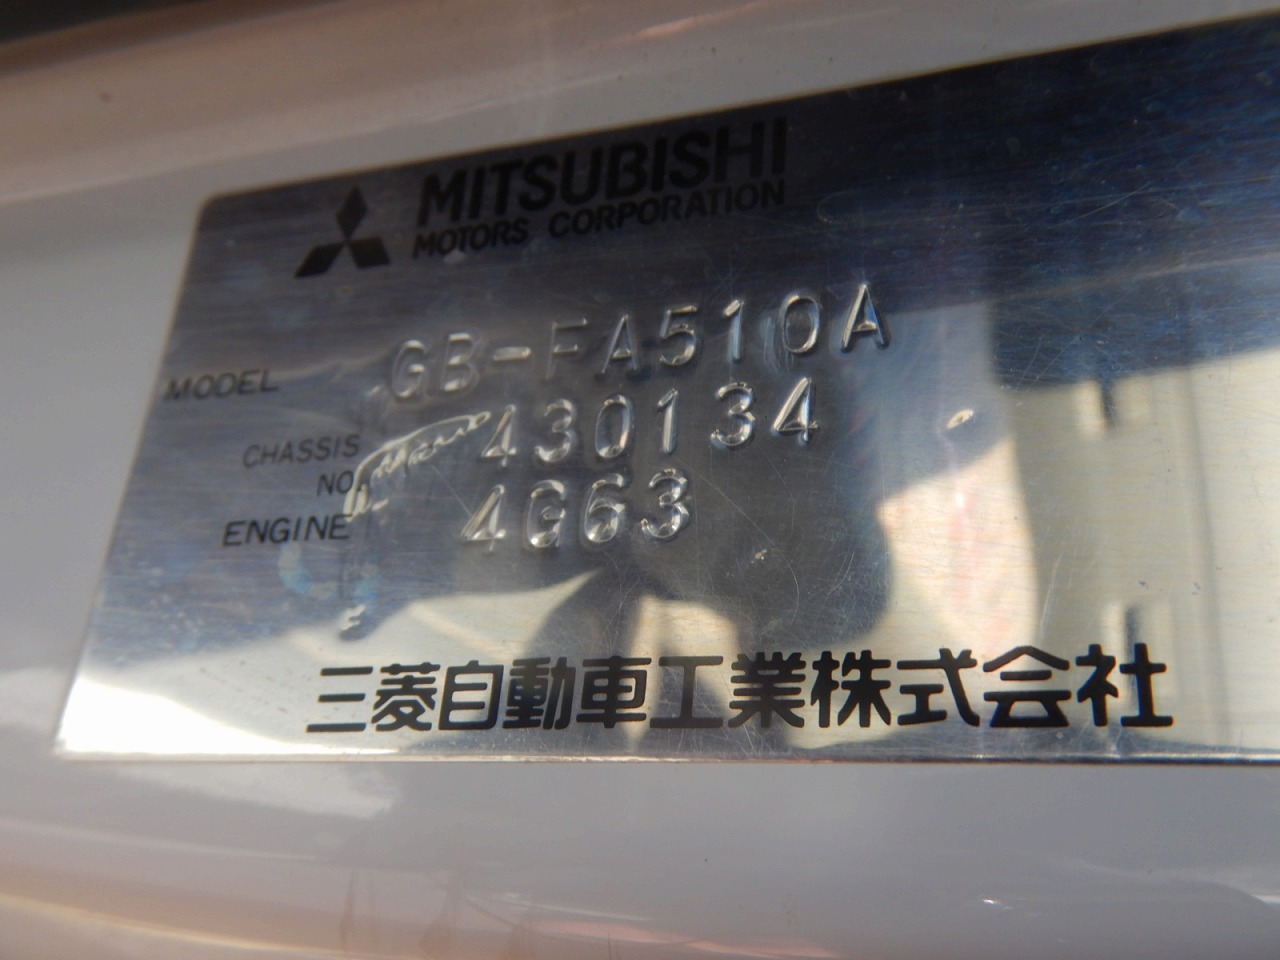 MITSUBISHI
MOTORS CORPORATION
MODEL GB-FA510A
CHASSIS NO. 430134
ENGINE 4G63
三菱自動車工業株式会社